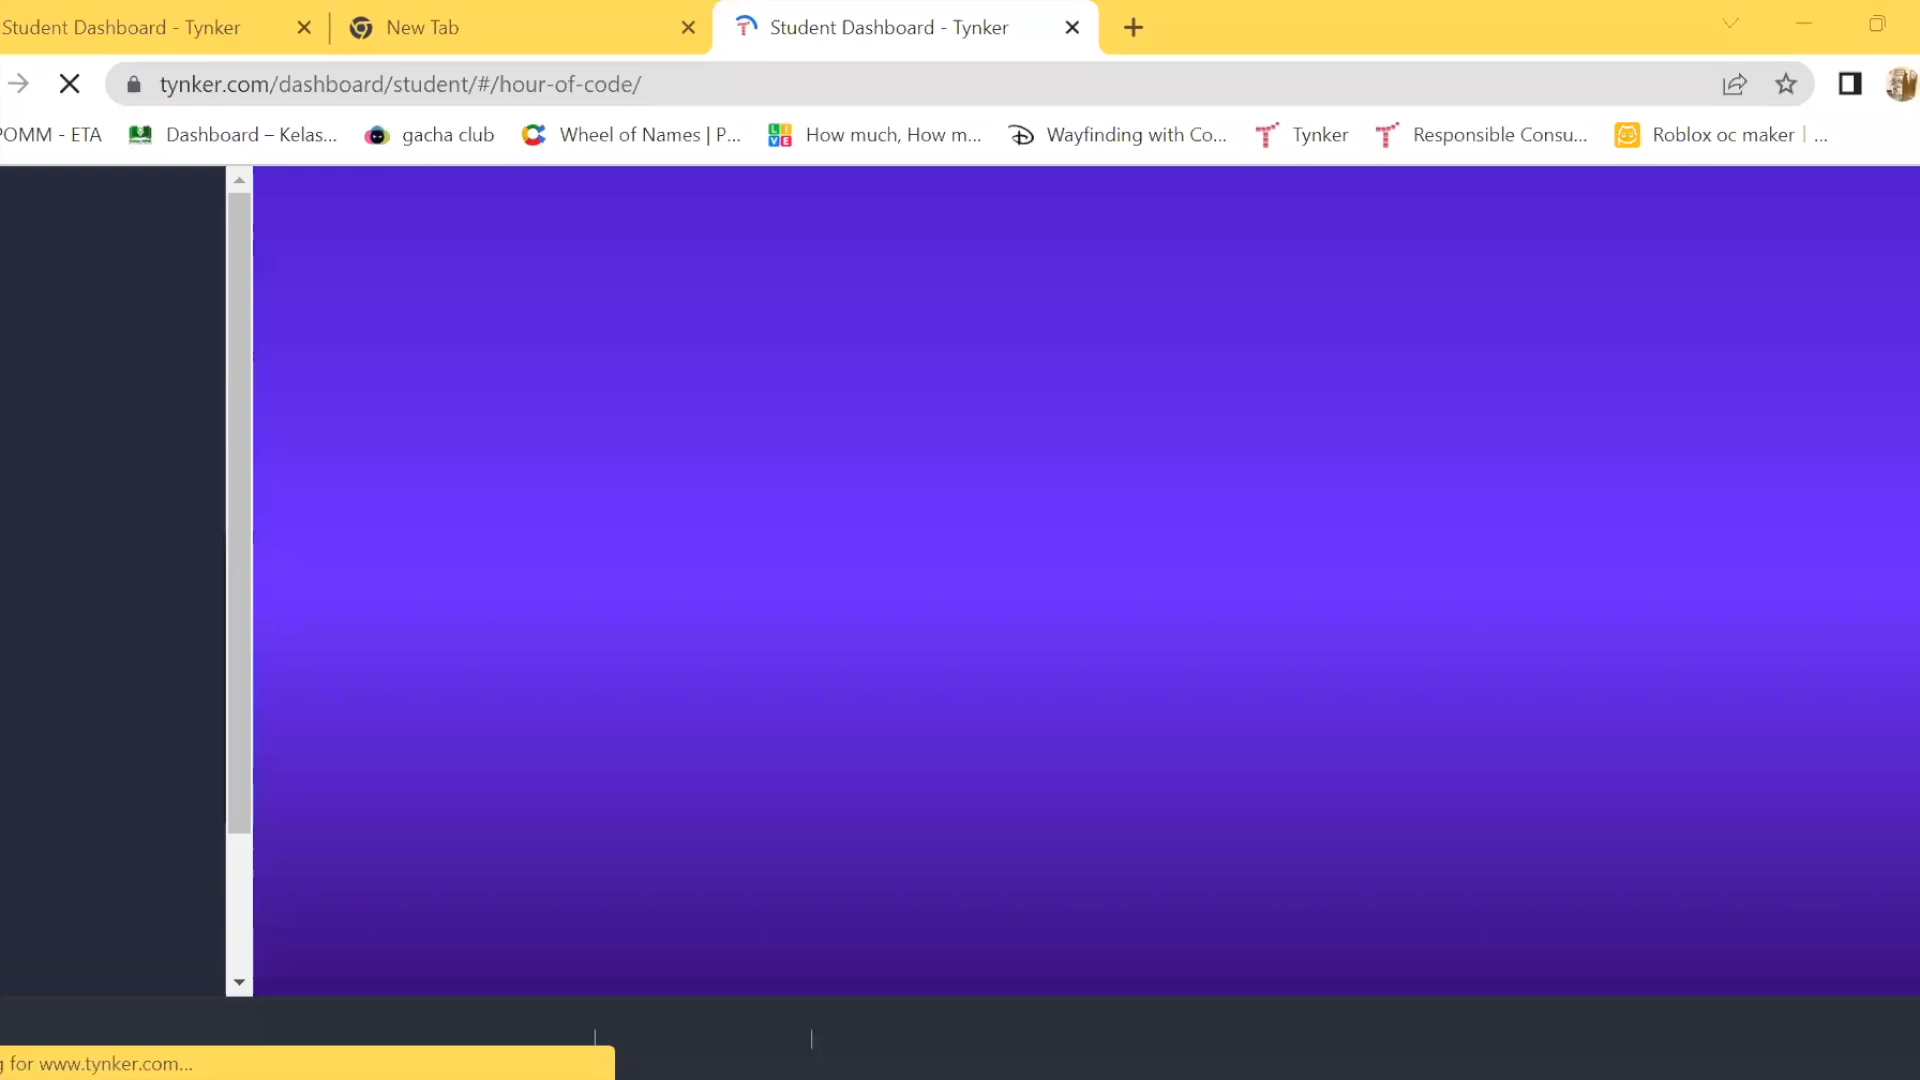 Student Dashboard - Tynker
New Tab
Student Dashboard - Tynker
tynker.com/dashboard/student/#/hour-of-code/
POMM - ETA
Dashboard – Kelas...
gacha club
Wheel of Names | P...
How much, How m...
Wayfinding with Co...
Tynker
Responsible Consu...
Roblox oc maker | ...
for www.tynker.com...